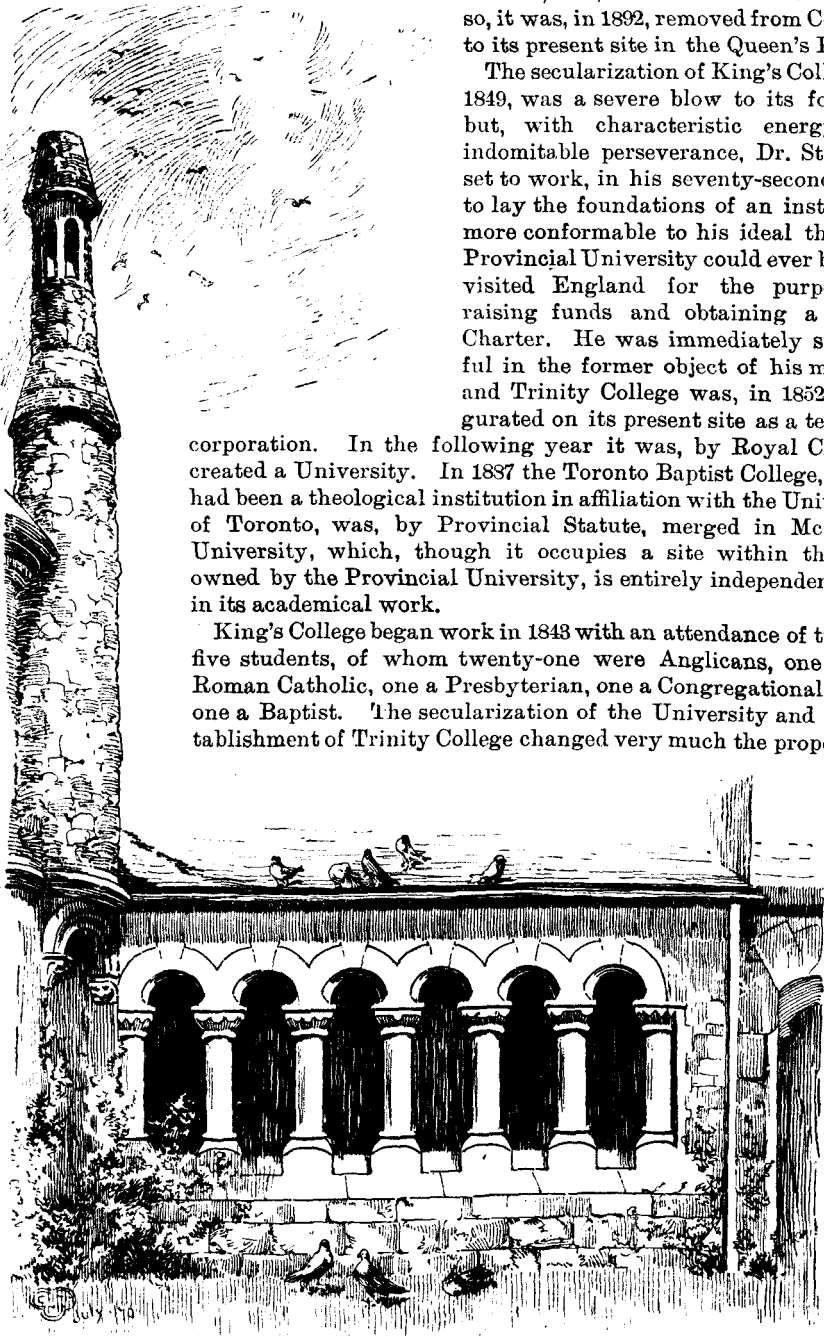 so, it was, in 1892, removed from C
to its present site in the Queen's
The secularization of King's Coll
1849, was a severe blow to its fo
but, with characteristic energy
indomitable perseverance, Dr. St
set to work, in his seventy-second
to lay the foundations of an inst
more conformable to his ideal th
Provincial University could ever b
visited England for the purp
raising funds and obtaining a
Charter. He was immediately s
ful in the former object of his m
and Trinity College was, in 1852
gurated on its present site as a te
corporation. In the following year it was, by Royal C
created a University. In 1887 the Toronto Baptist College,
had been a theological institution in affiliation with the Uni
of Toronto, was, by Provincial Statute, merged in Mc
University, which, though it occupies a site within th
owned by the Provincial University, is entirely independen
in its academical work.
King's College began work in 1843 with an attendance of t
five students, of whom twenty-one were Anglicans, one
Roman Catholic, one a Presbyterian, one a Congregational
one a Baptist. The secularization of the University and
tablishment of Trinity College changed very much the prop